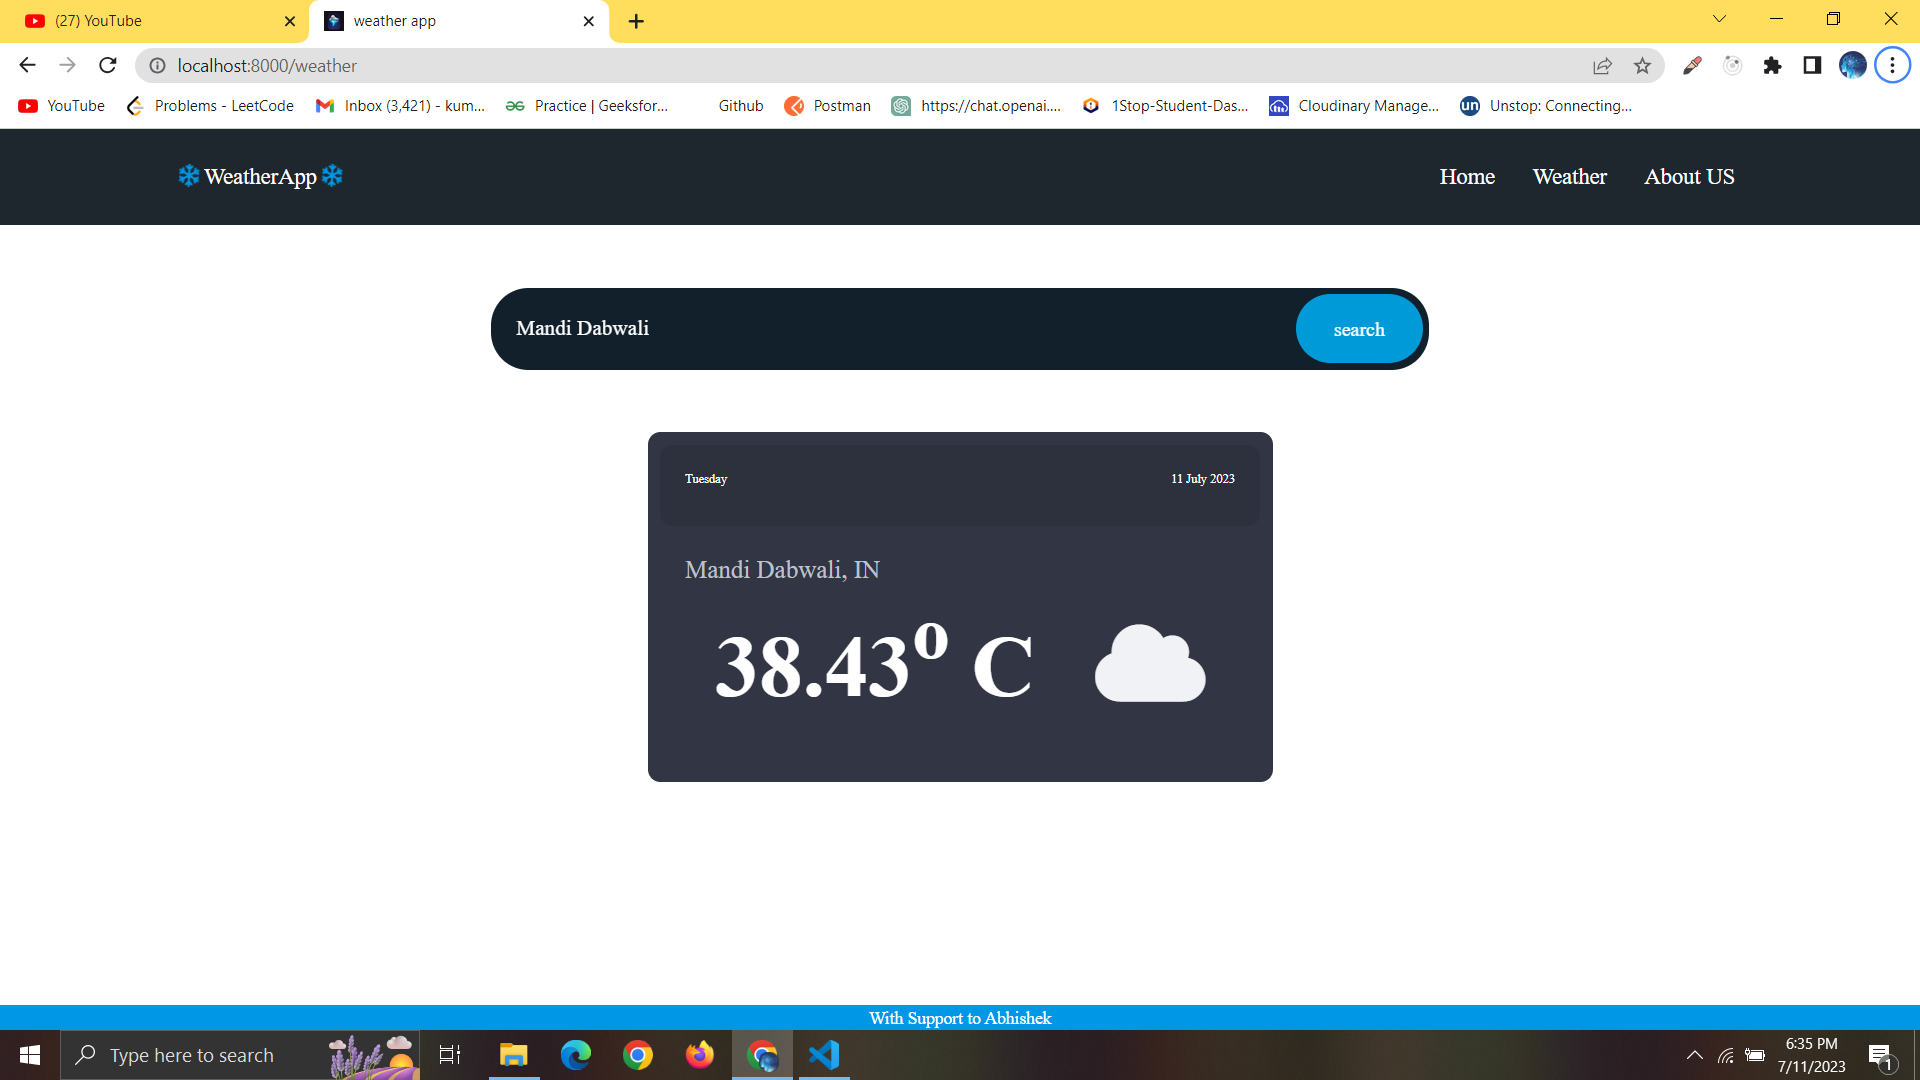 (27) YouTube
weather app
localhost:8000/weather
YouTube
Problems - LeetCode
Inbox (3,421) - kum...
Practice | Geeksfor...
Github
Postman
https://chat.openai....
1Stop-Student-Das...
Cloudinary Manage...
un
Unstop: Connecting...
WeatherApp
Home
Weather
About US
Mandi Dabwali
search
Tuesday
11 July 2023
Mandi Dabwali, IN
38.43⁰ C
With Support to Abhishek
Type here to search
6:35 PM
7/11/2023
1